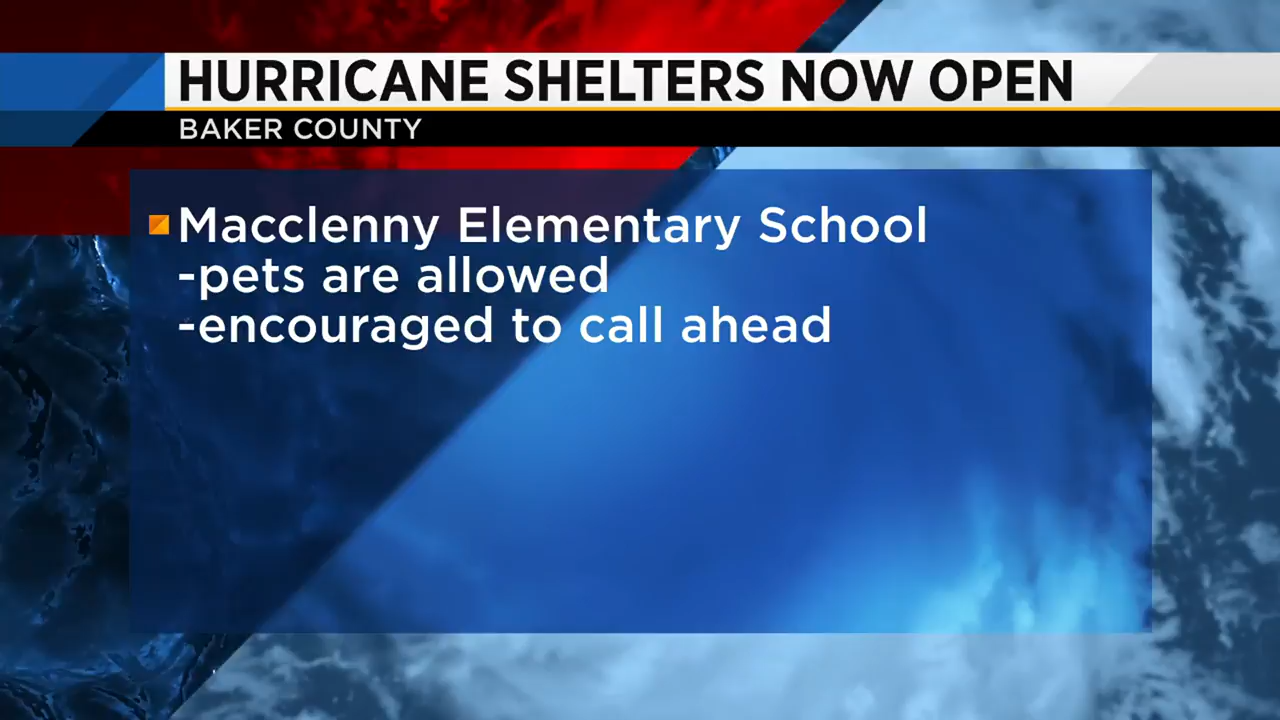 HURRICANE SHELTERS NOW OPEN
BAKER COUNTY
Macclenny Elementary School
-pets are allowed
-encouraged to call ahead